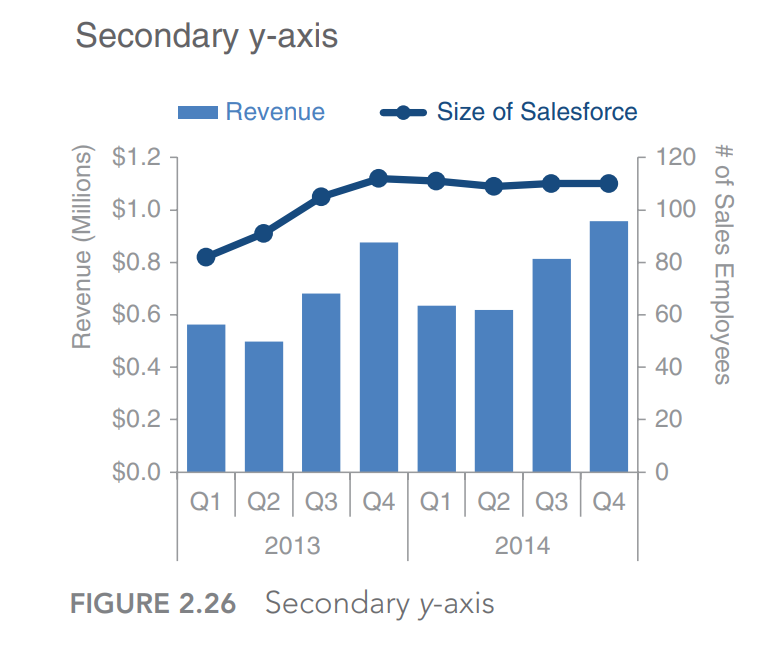 Secondary y-axis
Revenue Size of Salesforce
Revenue (Millions)
$1.2
$1.0
$0.8
$0.6
$0.4
$0.2
$0.0
120
100
80
60
40
20
0
# of Sales Employees
Q1 Q2 Q3 Q4 Q1 Q2 Q3 Q4
2013 2014
FIGURE 2.26 Secondary y-axis